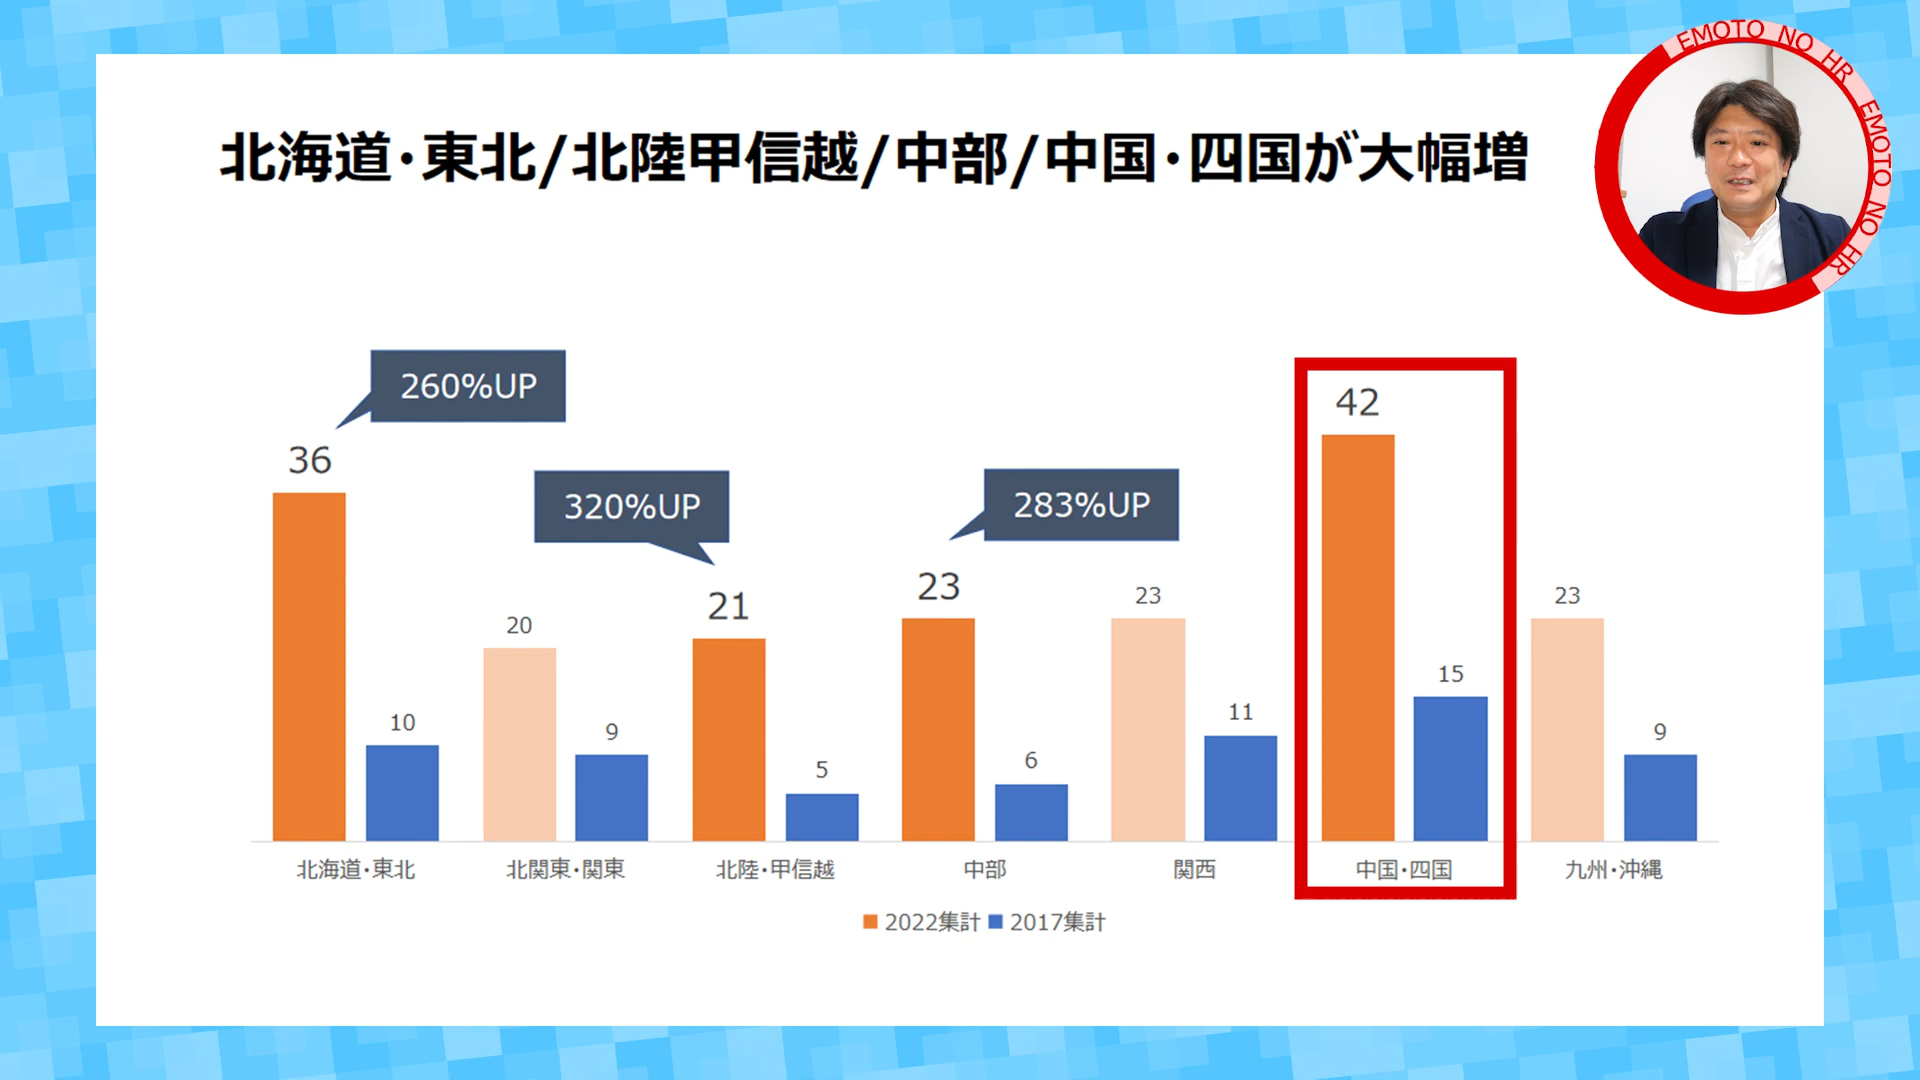 EMOTO NO HR EMOTO NO HR
北海道・東北/北陸甲信越/中部/中国・四国が大幅増
260%UP
320%UP
283%UP
36
10
20
9
21
5
23
6
23
11
42
15
23
9
北海道・東北
北関東・関東
北陸・甲信越
中部
関西
中国・四国
九州・沖縄
2022集計 2017集計